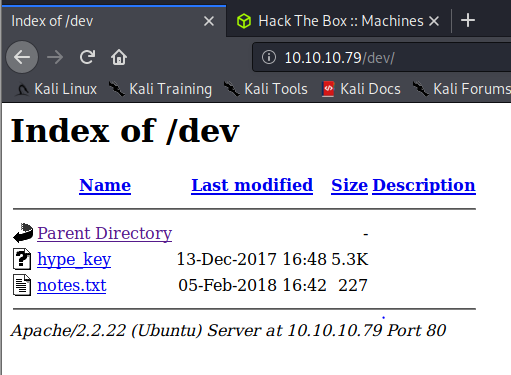 Index of /dev
Hack The Box :: Machines
10.10.10.79/dev/
Kali Linux Kali Training Kali Tools Kali Docs Kali Forums
Index of /dev
Name Last modified Size Description
Parent Directory -
hype_key 13-Dec-2017 16:48 5.3K
notes.txt 05-Feb-2018 16:42 227
Apache/2.2.22 (Ubuntu) Server at 10.10.10.79 Port 80